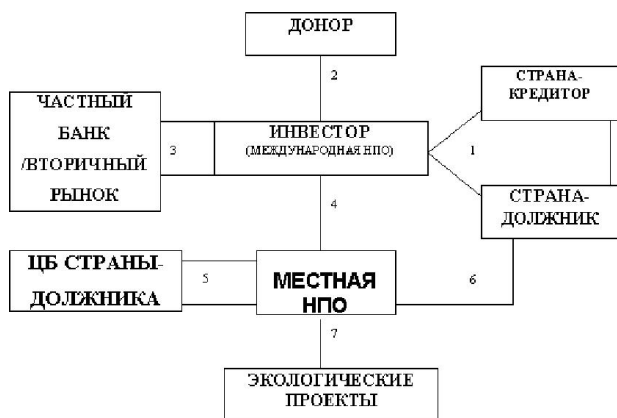 ДОНОР
2
СТРАНА-
КРЕДИТОР
ЧАСТНЫЙ
БАНК
/ВТОРИЧНЫЙ
РЫНОК
3
ИНВЕСТОР
(МЕЖДУНАРОДНАЯ НПО)
1
4
СТРАНА-
ДОЛЖНИК
ЦБ СТРАНЫ-
ДОЛЖНИКА
5
МЕСТНАЯ
НПО
6
7
ЭКОЛОГИЧЕСКИЕ
ПРОЕКТЫ